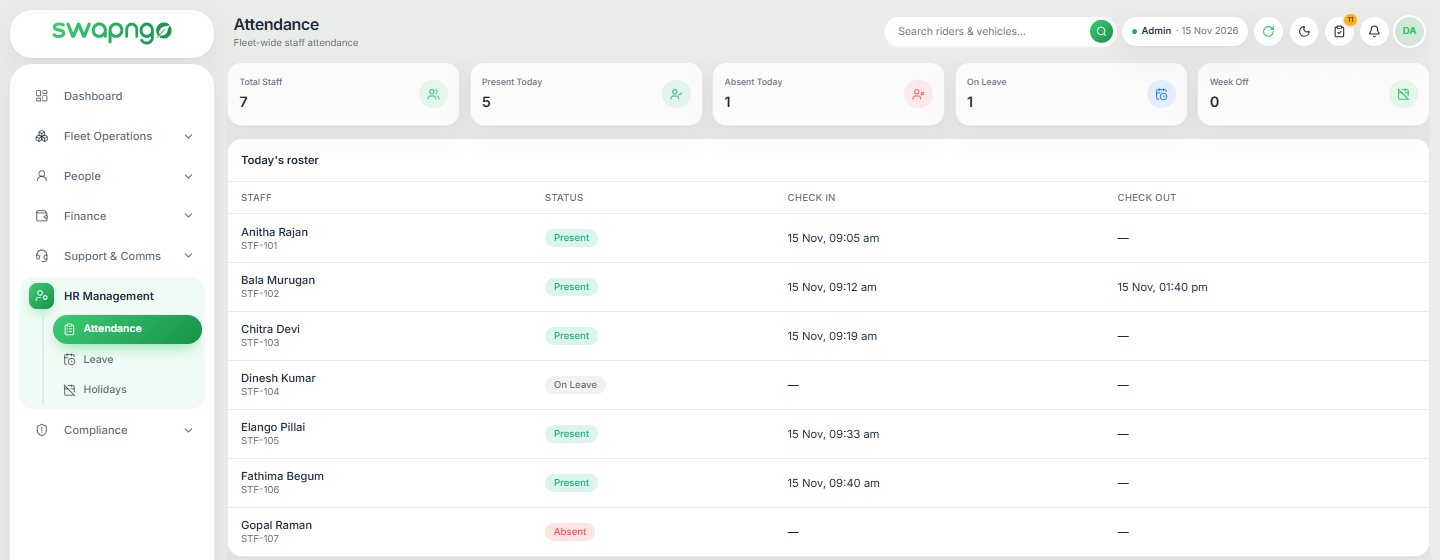 swapngo
Attendance
Fleet-wide staff attendance
Search riders & vehicles...
Admin · 15 Nov 2026
11
DA
Dashboard
Fleet Operations
People
Finance
Support & Comms
HR Management
Attendance
Leave
Holidays
Compliance
Total Staff
7
Present Today
5
Absent Today
1
On Leave
1
Week Off
0
Today's roster
STAFF STATUS CHECK IN CHECK OUT
Anitha Rajan Present 15 Nov, 09:05 am —
STF-101
Bala Murugan Present 15 Nov, 09:12 am 15 Nov, 01:40 pm
STF-102
Chitra Devi Present 15 Nov, 09:19 am —
STF-103
Dinesh Kumar On Leave — —
STF-104
Elango Pillai Present 15 Nov, 09:33 am —
STF-105
Fathima Begum Present 15 Nov, 09:40 am —
STF-106
Gopal Raman Absent — —
STF-107